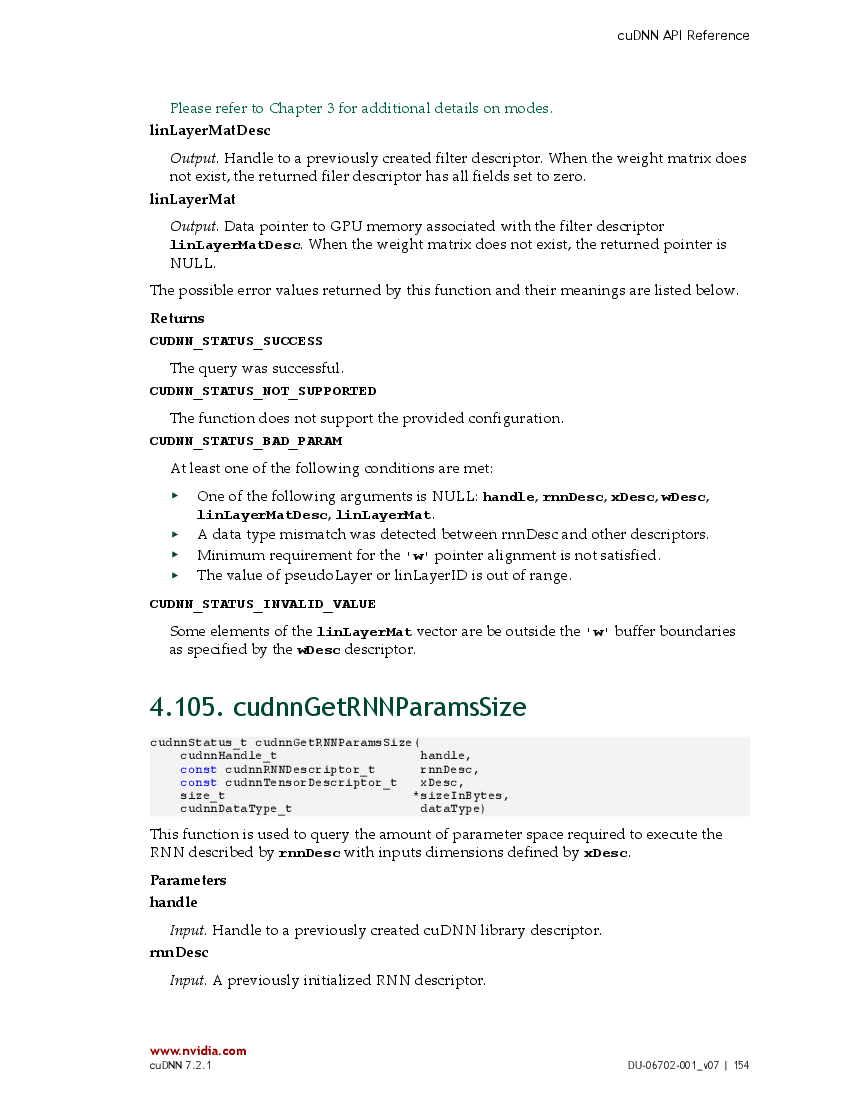 cuDNN API Reference
Please refer to Chapter 3 for additional details on modes.
linLayerMatDesc
Output. Handle to a previously created filter descriptor. When the weight matrix does
not exist, the returned filer descriptor has all fields set to zero.
linLayerMat
Output. Data pointer to GPU memory associated with the filter descriptor
linLayerMatDesc. When the weight matrix does not exist, the returned pointer is
NULL.
The possible error values returned by this function and their meanings are listed below.
Returns
CUDNN_STATUS_SUCCESS
The query was successful.
CUDNN_STATUS_NOT_SUPPORTED
The function does not support the provided configuration.
CUDNN_STATUS_BAD_PARAM
At least one of the following conditions are met:
▸ One of the following arguments is NULL: handle, rnnDesc, xDesc, wDesc,
linLayerMatDesc, linLayerMat.
▸ A data type mismatch was detected between rnnDesc and other descriptors.
▸ Minimum requirement for the 'w' pointer alignment is not satisfied.
▸ The value of pseudoLayer or linLayerID is out of range.
CUDNN_STATUS_INVALID_VALUE
Some elements of the linLayerMat vector are be outside the 'w' buffer boundaries
as specified by the wDesc descriptor.
4.105. cudnnGetRNNParamsSize
cudnnStatus_t cudnnGetRNNParamsSize(
    cudnnHandle_t                   handle,
    const cudnnRNNDescriptor_t      rnnDesc,
    const cudnnTensorDescriptor_t   xDesc,
    size_t                         *sizeInBytes,
    cudnnDataType_t                 dataType)
This function is used to query the amount of parameter space required to execute the
RNN described by rnnDesc with inputs dimensions defined by xDesc.
Parameters
handle
Input. Handle to a previously created cuDNN library descriptor.
rnnDesc
Input. A previously initialized RNN descriptor.
www.nvidia.com
cuDNN 7.2.1
DU-06702-001_v07 | 154